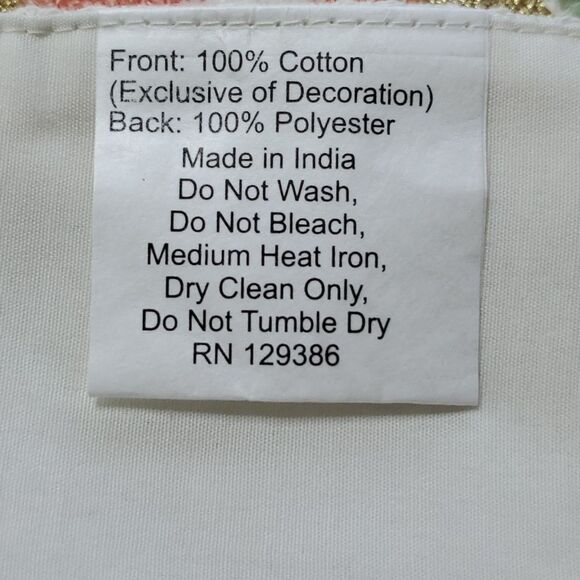 Front: 100% Cotton
(Exclusive of Decoration)
Back: 100% Polyester
Made in India
Do Not Wash,
Do Not Bleach,
Medium Heat Iron,
Dry Clean Only,
Do Not Tumble Dry
RN 129386